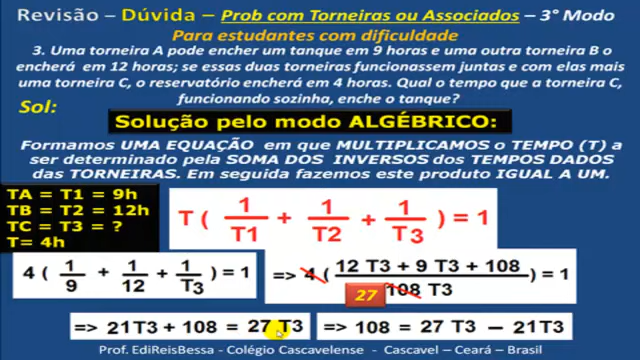 Revisão – Dúvida – Prob com Torneiras ou Associados – 3° Modo
Para estudantes com dificuldade
3. Uma torneira A pode encher um tanque em 9 horas e uma outra torneira B o
encherá em 12 horas; se essas duas torneiras funcionassem juntas e com elas mais
uma torneira C, o reservatório encherá em 4 horas. Qual o tempo que a torneira C,
funcionando sozinha, enche o tanque?
Sol:
Solução pelo modo ALGÉBRICO:
Formamos UMA EQUAÇÃO em que MULTIPLICAMOS o TEMPO (T) a
ser determinado pela SOMA DOS INVERSOS dos TEMPOS DADOS
das TORNEIRAS. Em seguida fazemos este produto IGUAL A UM.
TA = T1 = 9h
TB = T2 = 12h
TC = T3 = ?
T= 4h
T ( 1/T1 + 1/T2 + 1/T3 ) = 1
4 ( 1/9 + 1/12 + 1/T3 ) = 1
=> 4 ( 12 T3 + 9 T3 + 108 / 108 T3 ) = 1
27
=> 21T3 + 108 = 27 T3
=> 108 = 27 T3 – 21T3
Prof. EdiReisBessa - Colégio Cascavelense - Cascavel – Ceará – Brasil